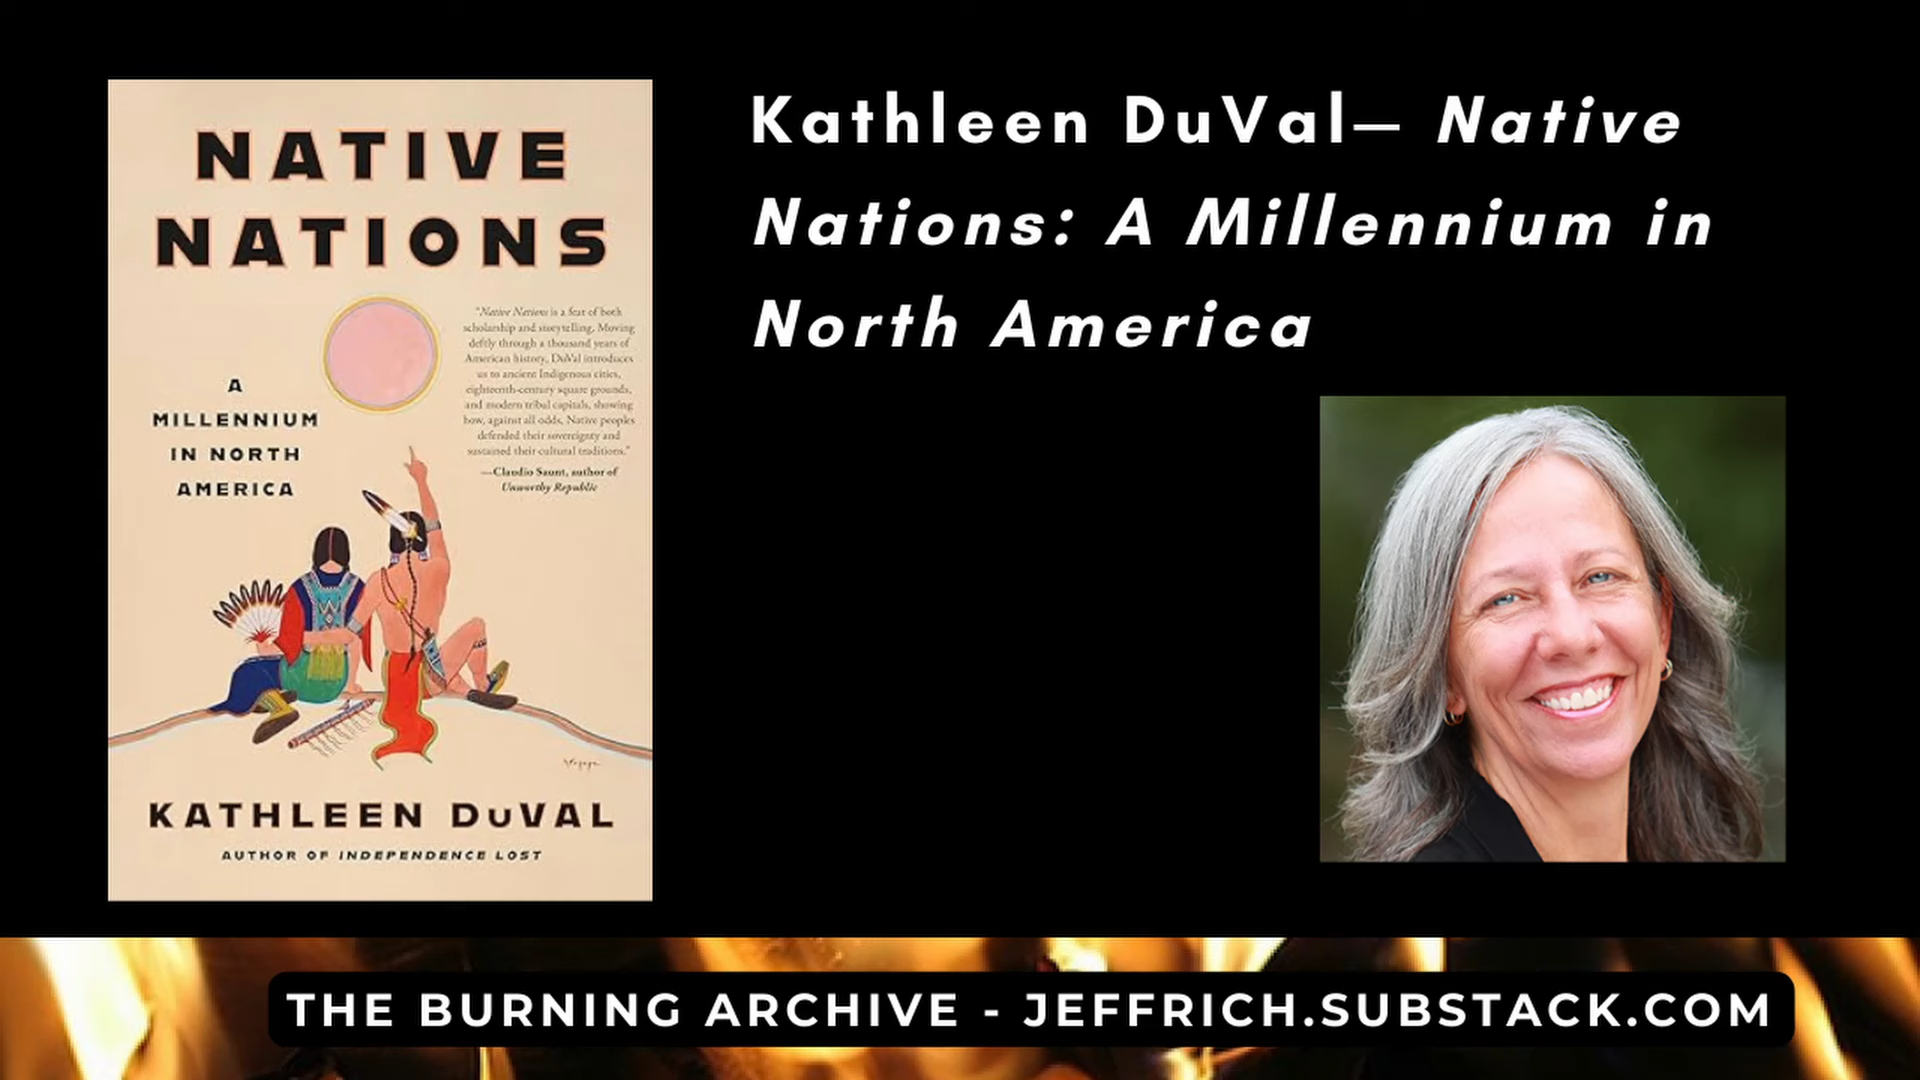 NATIVE
NATIONS
A
MILLENNIUM
IN NORTH
AMERICA
"Native Nations is a feat of both
scholarship and storytelling. Moving
deftly through a thousand years of
American history, DuVal introduces
us to ancient Indigenous cities,
eighteenth-century square grounds,
and modern tribal capitals, showing
how, against all odds, Native peoples
defended their sovereignty and
sustained their cultural traditions."
—Claudio Saunt, author of
Unworthy Republic
KATHLEEN DuVAL
AUTHOR OF INDEPENDENCE LOST
Kathleen DuVal— Native
Nations: A Millennium in
North America
THE BURNING ARCHIVE - JEFFRICH.SUBSTACK.COM